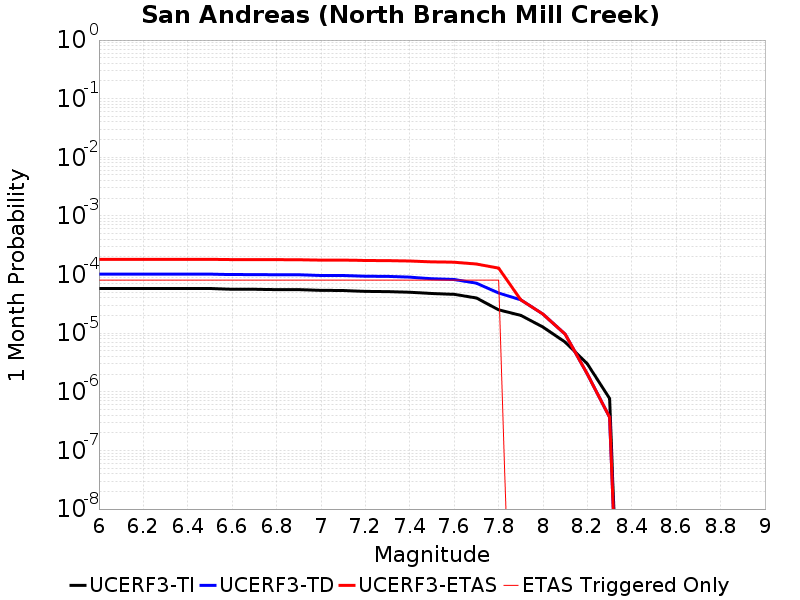 San Andreas (North Branch Mill Creek)
10^0
10^-1
10^-2
10^-3
10^-4
10^-5
10^-6
10^-7
10^-8
1 Month Probability
6 6.2 6.4 6.6 6.8 7 7.2 7.4 7.6 7.8 8 8.2 8.4 8.6 8.8 9
Magnitude
UCERF3-TI UCERF3-TD UCERF3-ETAS ETAS Triggered Only